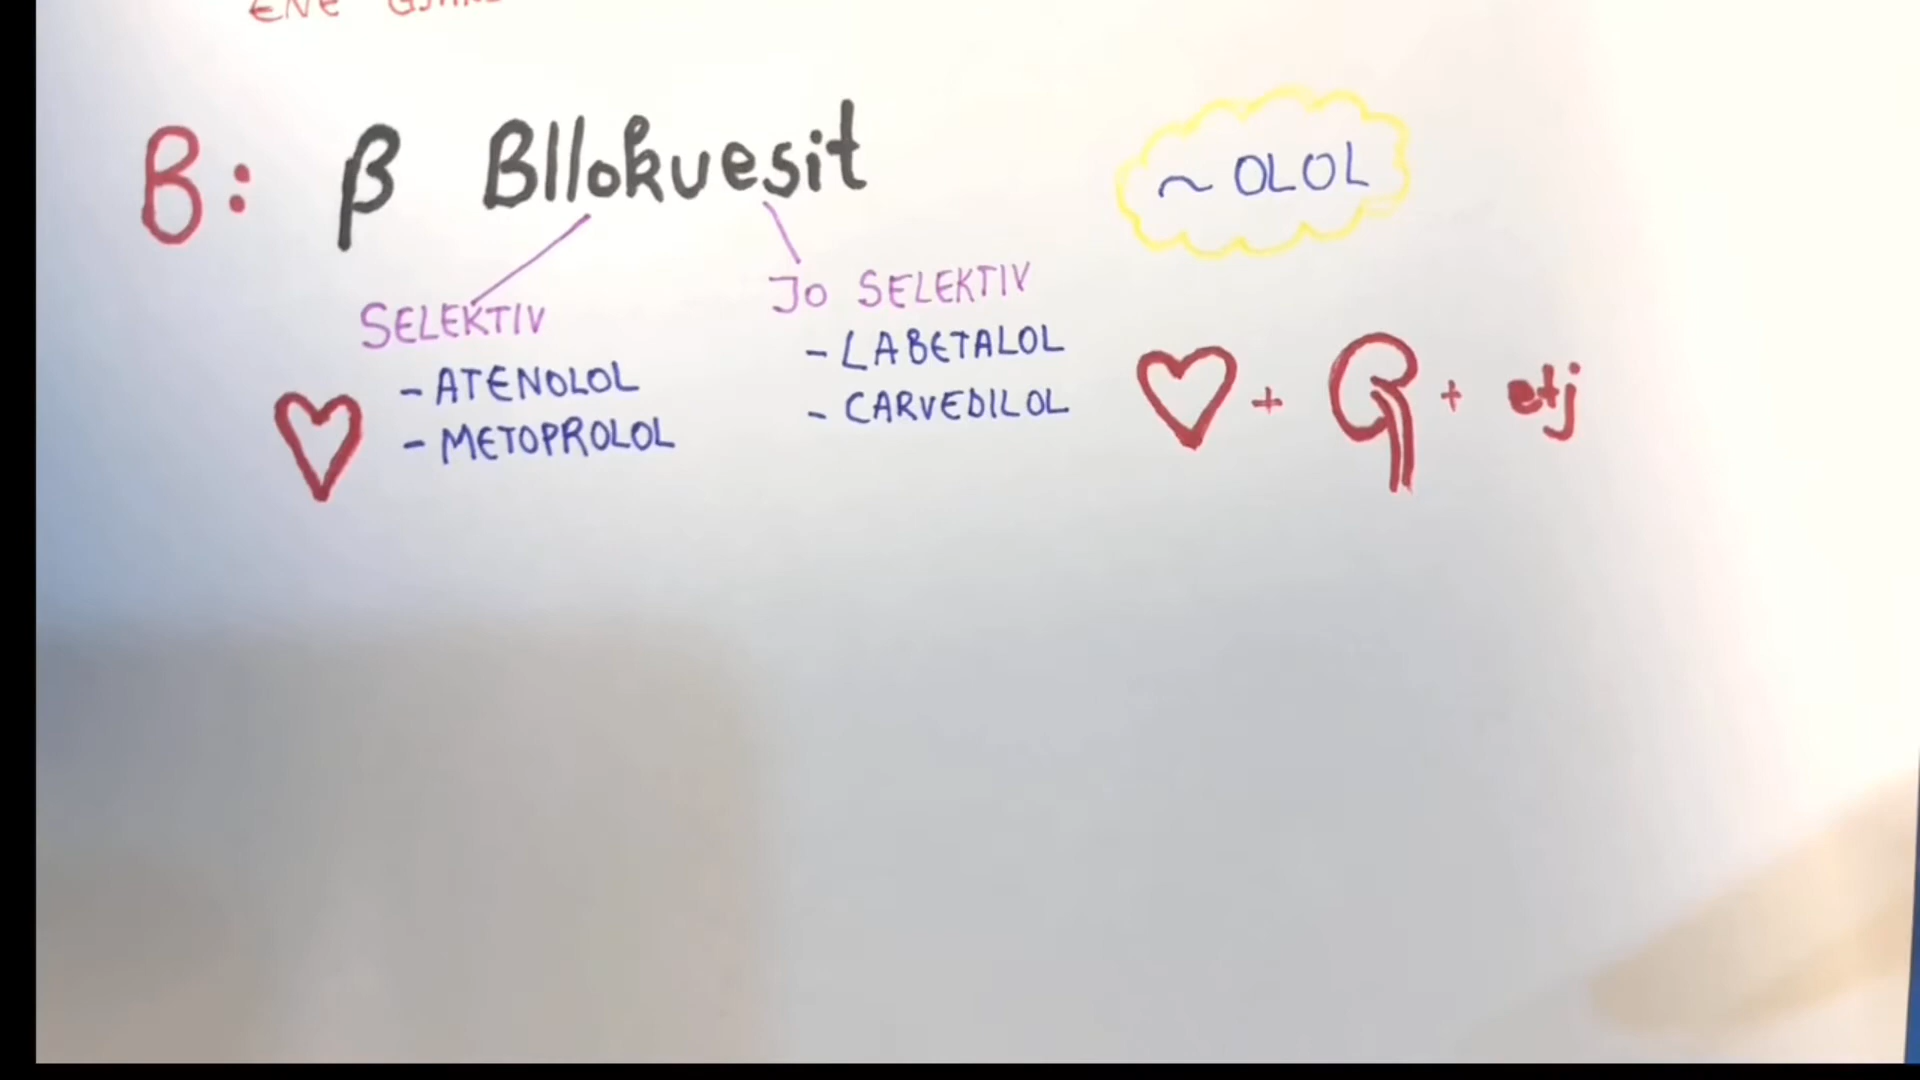 B: β Bllokuesit
~ OLOL
SELEKTIV
- ATENOLOL
- METOPROLOL
JO SELEKTIV
- LABETALOL
- CARVEDILOL
+ + etj